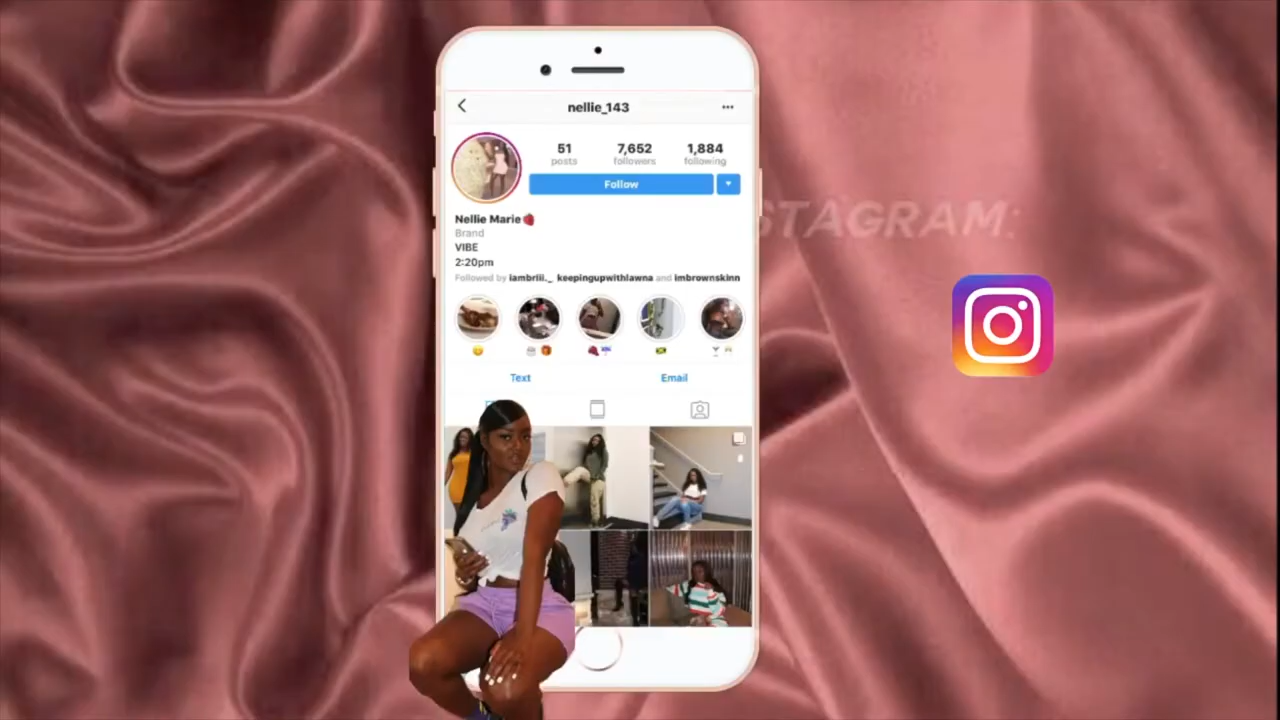 nellie_143
51 7,652 1,884
posts followers following
Follow
Nellie Marie
Brand
VIBE
2:20pm
Followed by iambriii._, keepingupwithlawna and imbrownskinn
Text Email
STAGRAM: